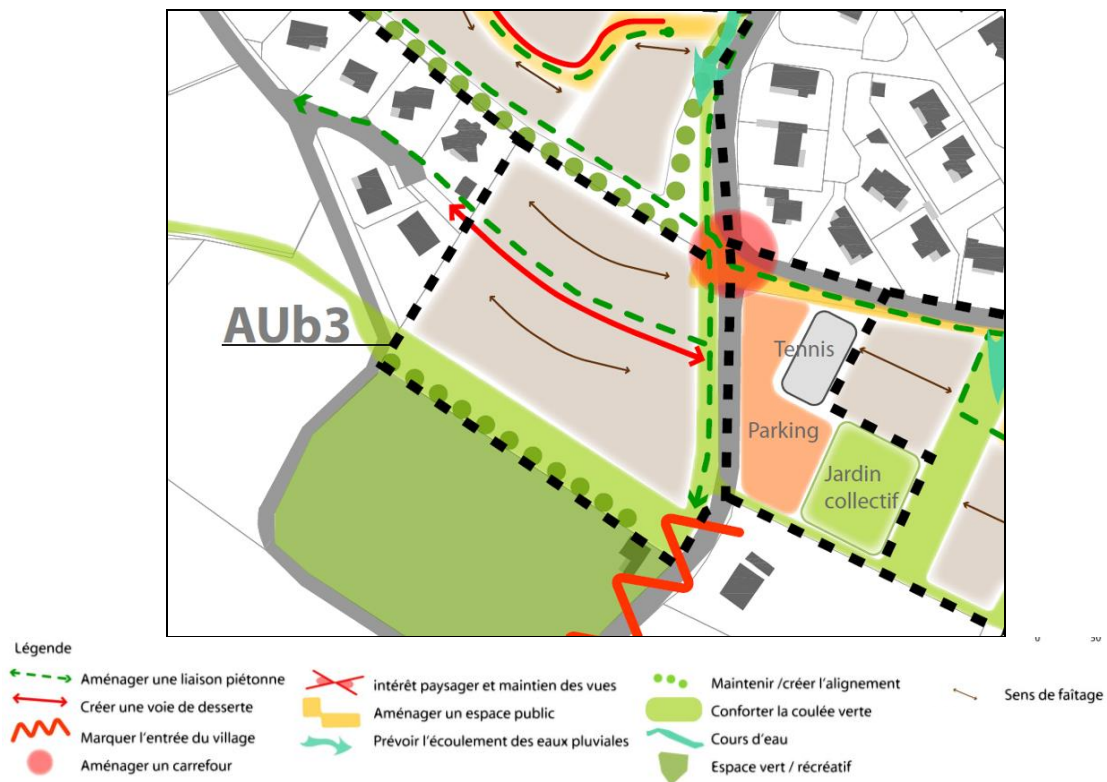 AUb3
Tennis
Parking
Jardin
collectif
0 50
Légende
Aménager une liaison piétonne
Créer une voie de desserte
Marquer l'entrée du village
Aménager un carrefour
intérêt paysager et maintien des vues
Aménager un espace public
Prévoir l'écoulement des eaux pluviales
Maintenir /créer l'alignement
Conforter la coulée verte
Cours d'eau
Espace vert / récréatif
Sens de faîtage